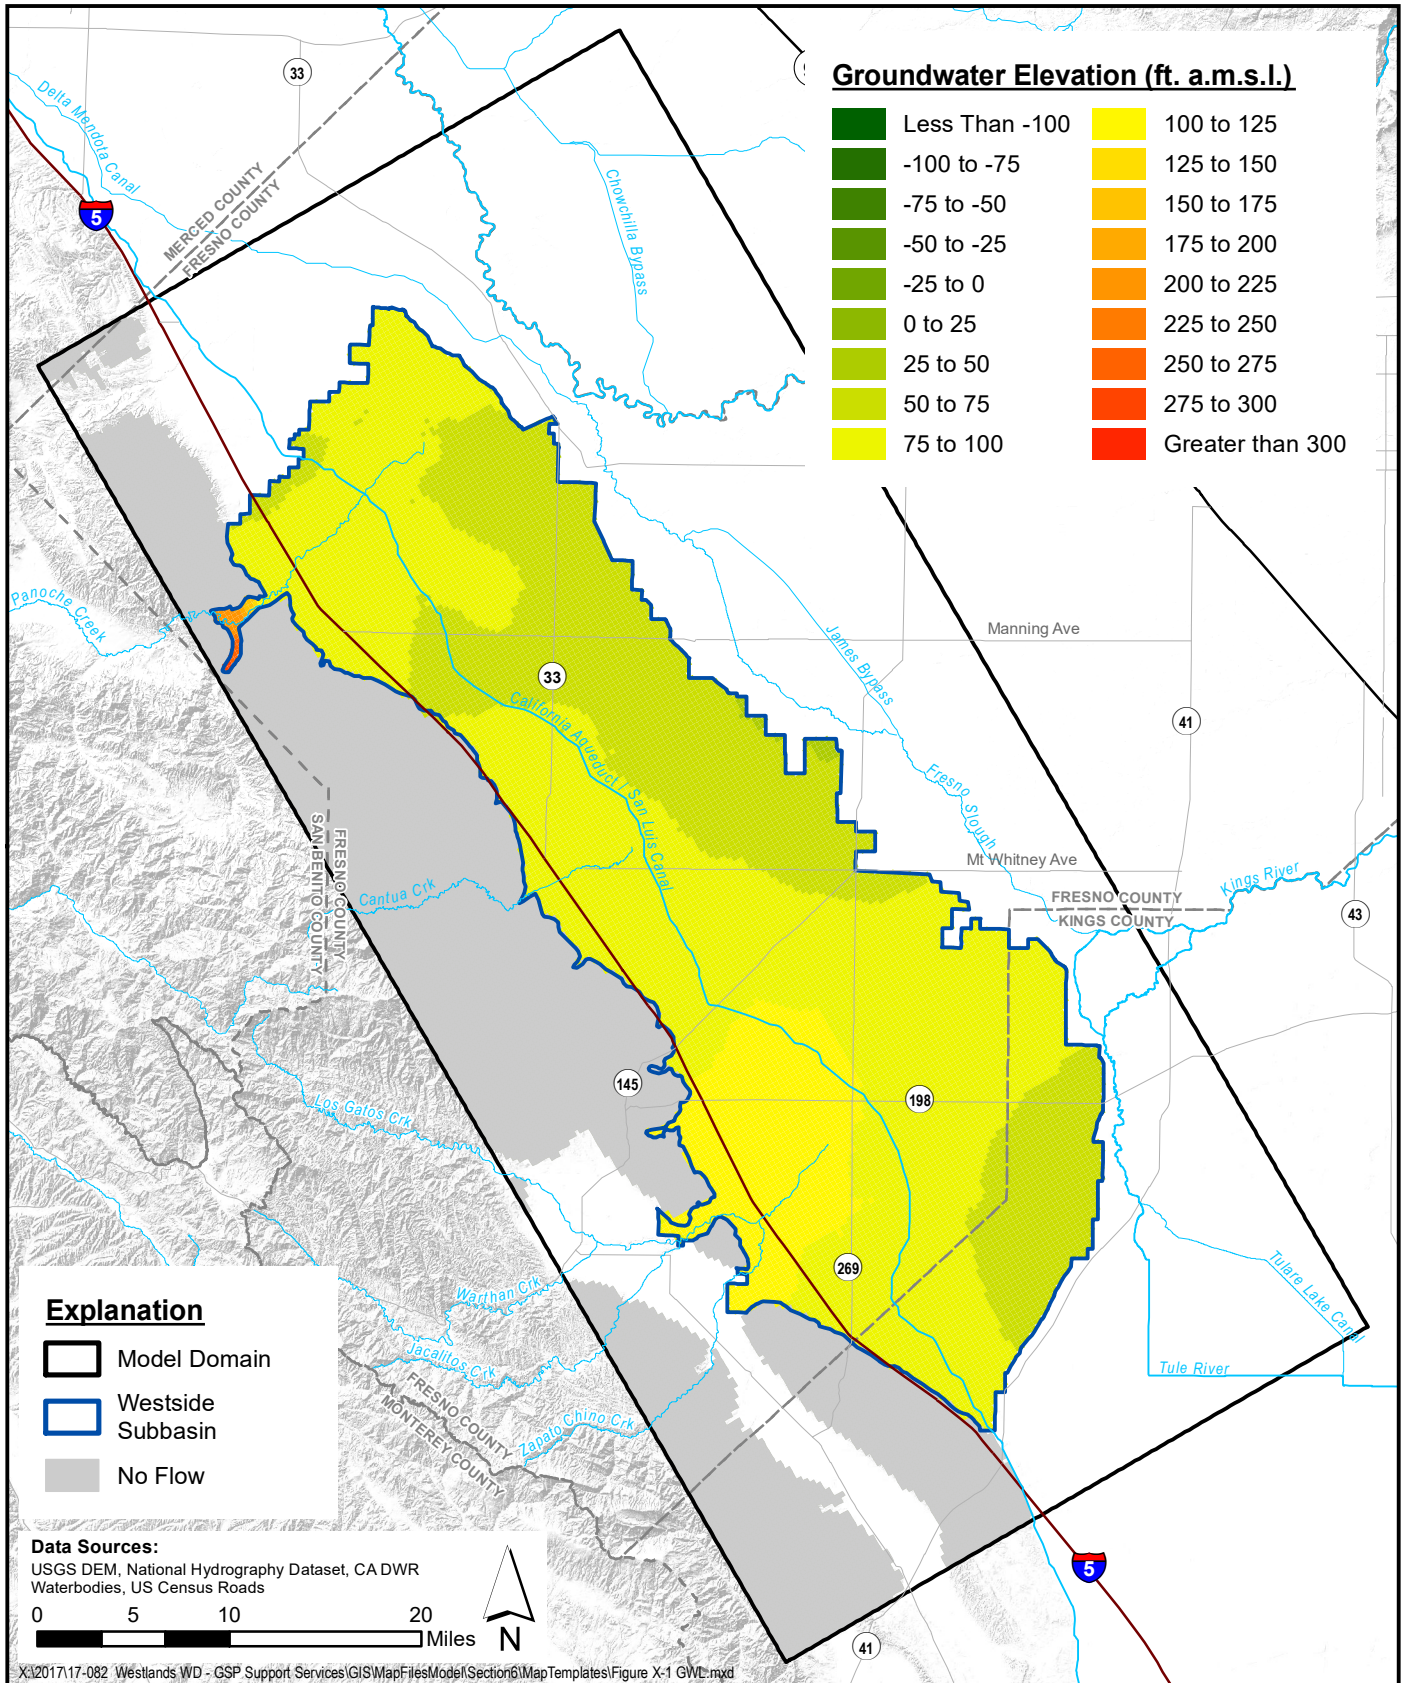 Groundwater Elevation (ft. a.m.s.l.)
Less Than -100
-100 to -75
-75 to -50
-50 to -25
-25 to 0
0 to 25
25 to 50
50 to 75
75 to 100
100 to 125
125 to 150
150 to 175
175 to 200
200 to 225
225 to 250
250 to 275
275 to 300
Greater than 300
33
Delta Mendota Canal
5
MERCED COUNTY
FRESNO COUNTY
Chowchilla Bypass
Panoche Creek
Manning Ave
James Bypass
33
California Aqueduct / San Luis Canal
41
Fresno Slough
SAN BENITO COUNTY
FRESNO COUNTY
Mt Whitney Ave
Kings River
Cantua Crk
FRESNO COUNTY
KINGS COUNTY
43
145
198
Los Gatos Crk
269
Tulare Lake Canal
Warthan Crk
Jacalitos Crk
Tule River
FRESNO COUNTY
MONTEREY COUNTY
Zapato Chino Crk
5
41
Explanation
Model Domain
Westside
Subbasin
No Flow
Data Sources:
USGS DEM, National Hydrography Dataset, CA DWR
Waterbodies, US Census Roads
0 5 10 20
Miles
N
X:\2017\17-082 Westlands WD - GSP Support Services\GIS\MapFilesModel\Section6\MapTemplates\Figure X-1 GWL.mxd